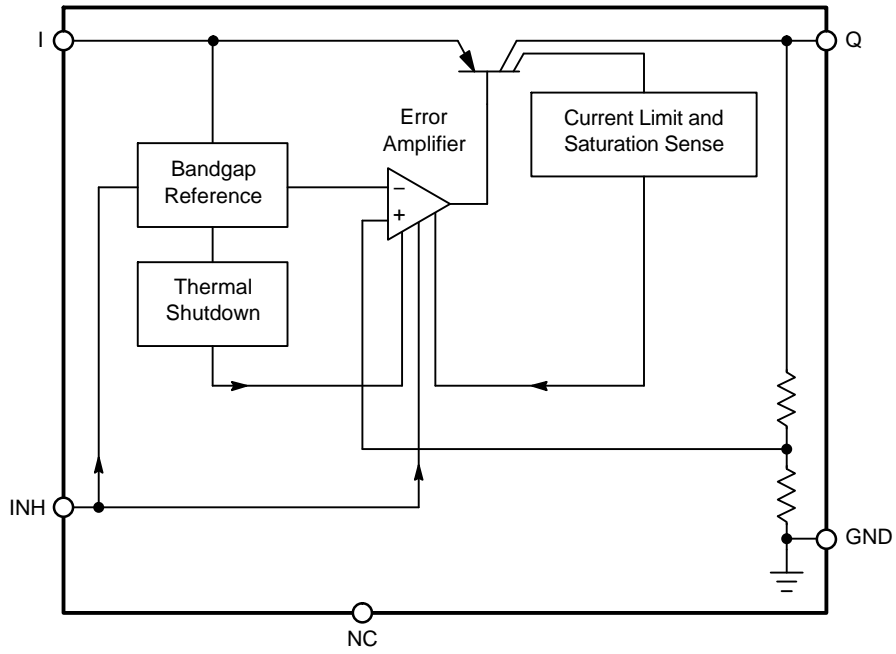 I
Q
Error
Amplifier
Current Limit and
Saturation Sense
Bandgap
Reference
−
+
Thermal
Shutdown
INH
GND
NC